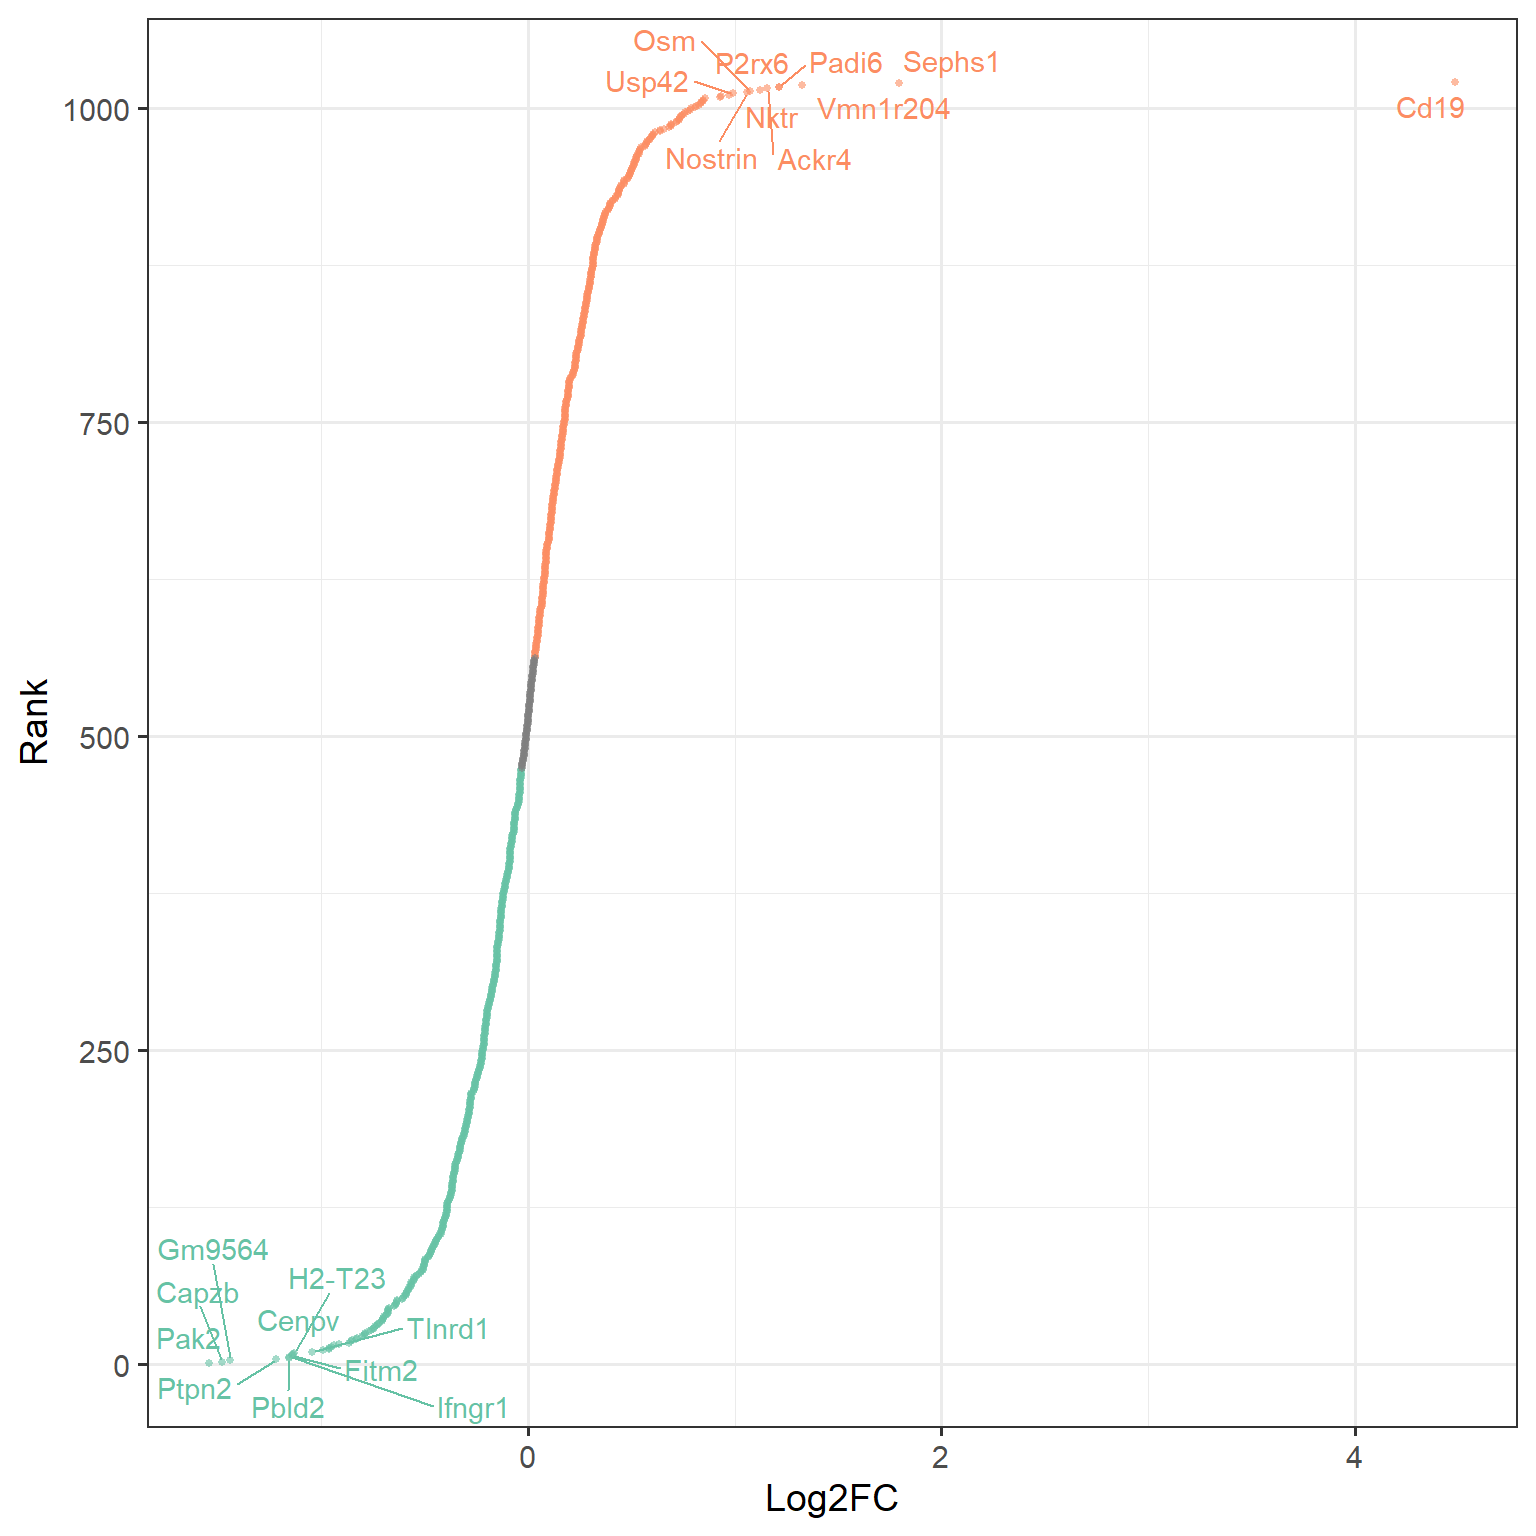 Osm
P2rx6
Padi6
Sephs1
Usp42
1000
Vmn1r204
Cd19
Nktr
Nostrin
Ackr4
750
Rank
500
250
Gm9564
H2-T23
Capzb
Cenpv
Tlnrd1
Pak2
0
Fitm2
Ptpn2
Pbld2
Ifngr1
0
2
4
Log2FC